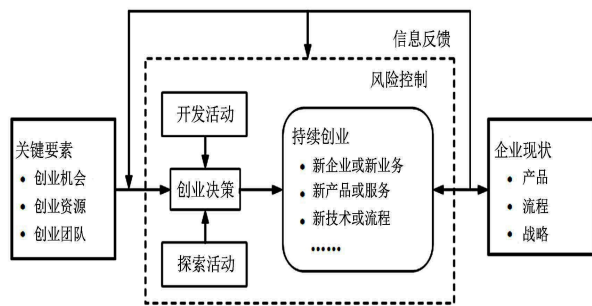 信息反馈
风险控制
关键要素
• 创业机会
• 创业资源
• 创业团队
开发活动
创业决策
探索活动
持续创业
• 新企业或新业务
• 新产品或服务
• 新技术或流程
• ……
企业现状
• 产品
• 流程
• 战略